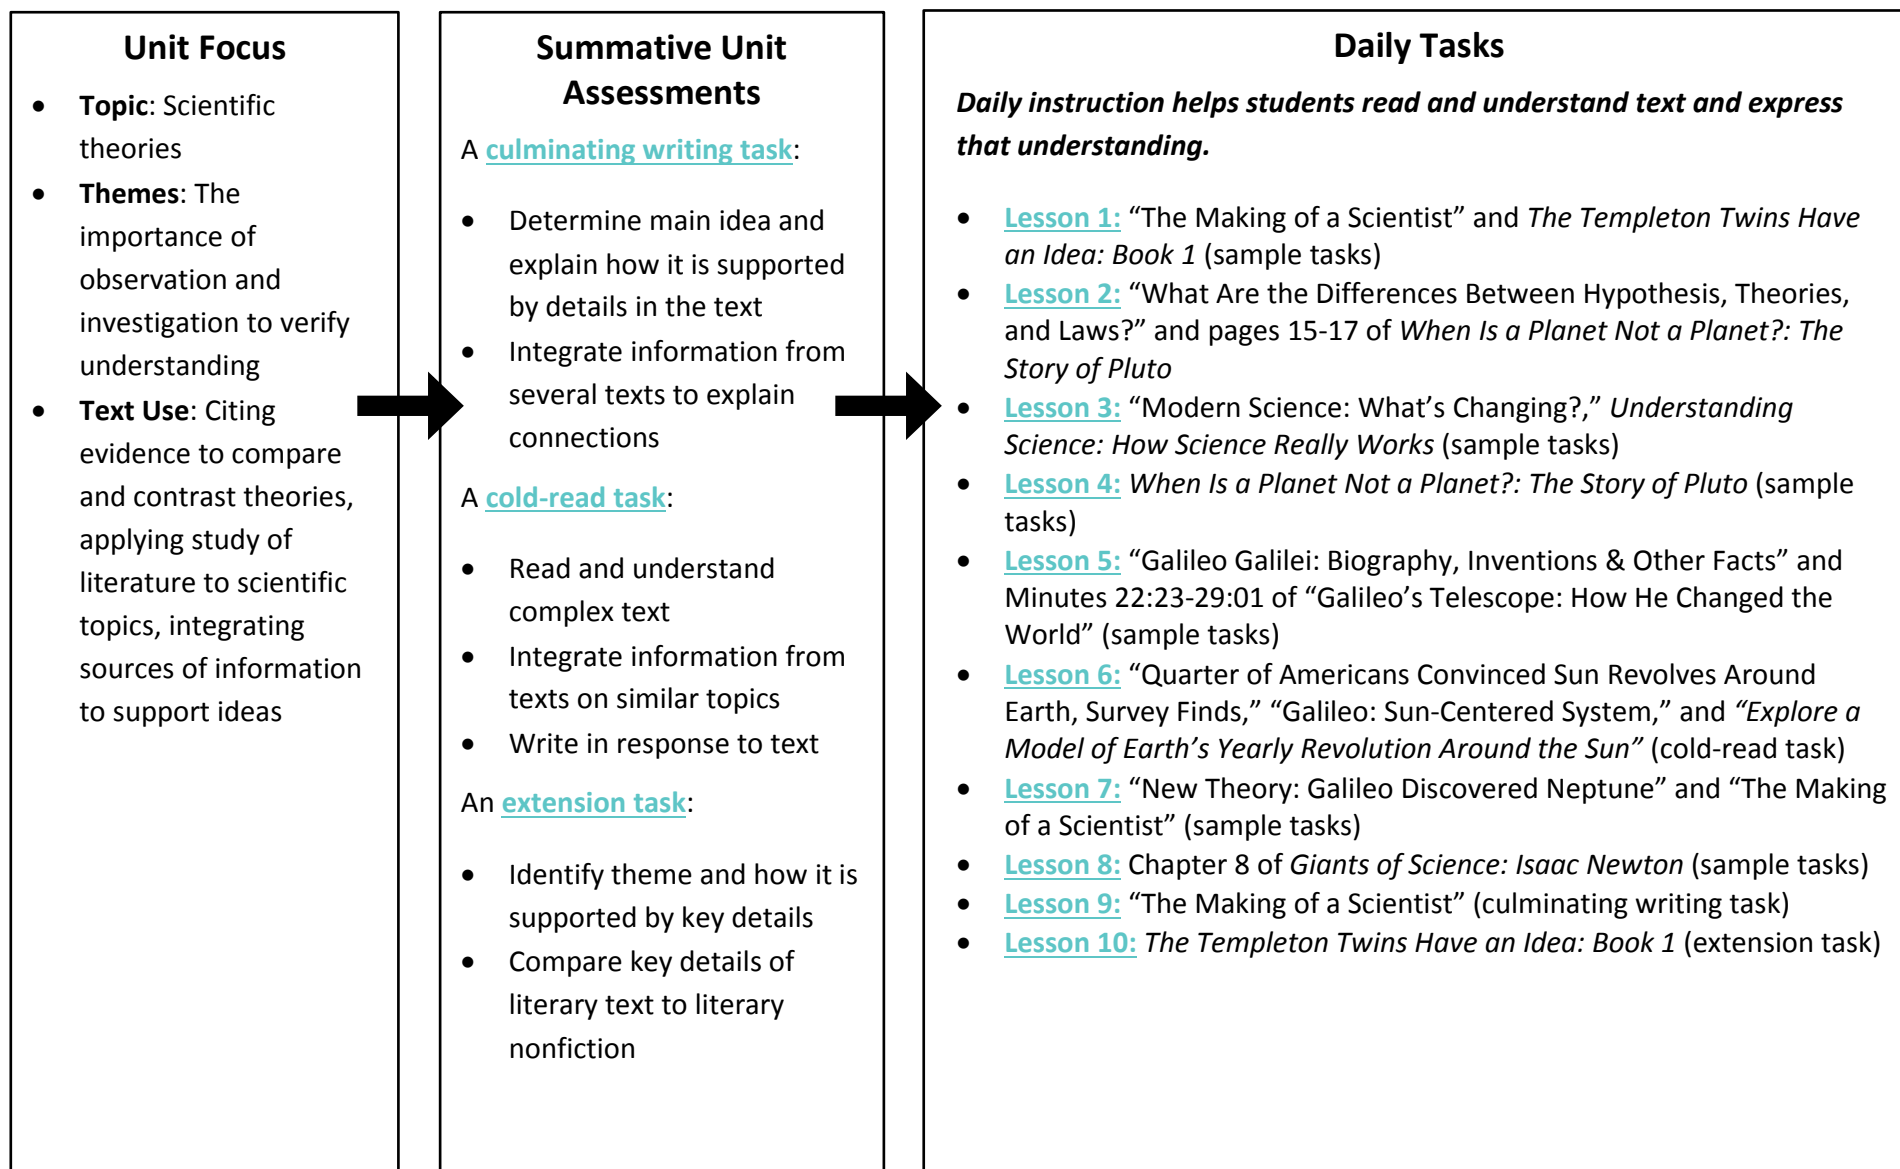 Unit Focus
• Topic: Scientific
theories
• Themes: The
importance of
observation and
investigation to verify
understanding
• Text Use: Citing
evidence to compare
and contrast theories,
applying study of
literature to scientific
topics, integrating
sources of information
to support ideas
Summative Unit
Assessments
A culminating writing task:
• Determine main idea and
explain how it is supported
by details in the text
• Integrate information from
several texts to explain
connections
A cold-read task:
• Read and understand
complex text
• Integrate information from
texts on similar topics
• Write in response to text
An extension task:
• Identify theme and how it is
supported by key details
• Compare key details of
literary text to literary
nonfiction
Daily Tasks
Daily instruction helps students read and understand text and express
that understanding.
• Lesson 1: “The Making of a Scientist” and The Templeton Twins Have
an Idea: Book 1 (sample tasks)
• Lesson 2: “What Are the Differences Between Hypothesis, Theories,
and Laws?” and pages 15-17 of When Is a Planet Not a Planet?: The
Story of Pluto
• Lesson 3: “Modern Science: What’s Changing?,” Understanding
Science: How Science Really Works (sample tasks)
• Lesson 4: When Is a Planet Not a Planet?: The Story of Pluto (sample
tasks)
• Lesson 5: “Galileo Galilei: Biography, Inventions & Other Facts” and
Minutes 22:23-29:01 of “Galileo’s Telescope: How He Changed the
World” (sample tasks)
• Lesson 6: “Quarter of Americans Convinced Sun Revolves Around
Earth, Survey Finds,” “Galileo: Sun-Centered System,” and “Explore a
Model of Earth’s Yearly Revolution Around the Sun” (cold-read task)
• Lesson 7: “New Theory: Galileo Discovered Neptune” and “The Making
of a Scientist” (sample tasks)
• Lesson 8: Chapter 8 of Giants of Science: Isaac Newton (sample tasks)
• Lesson 9: “The Making of a Scientist” (culminating writing task)
• Lesson 10: The Templeton Twins Have an Idea: Book 1 (extension task)